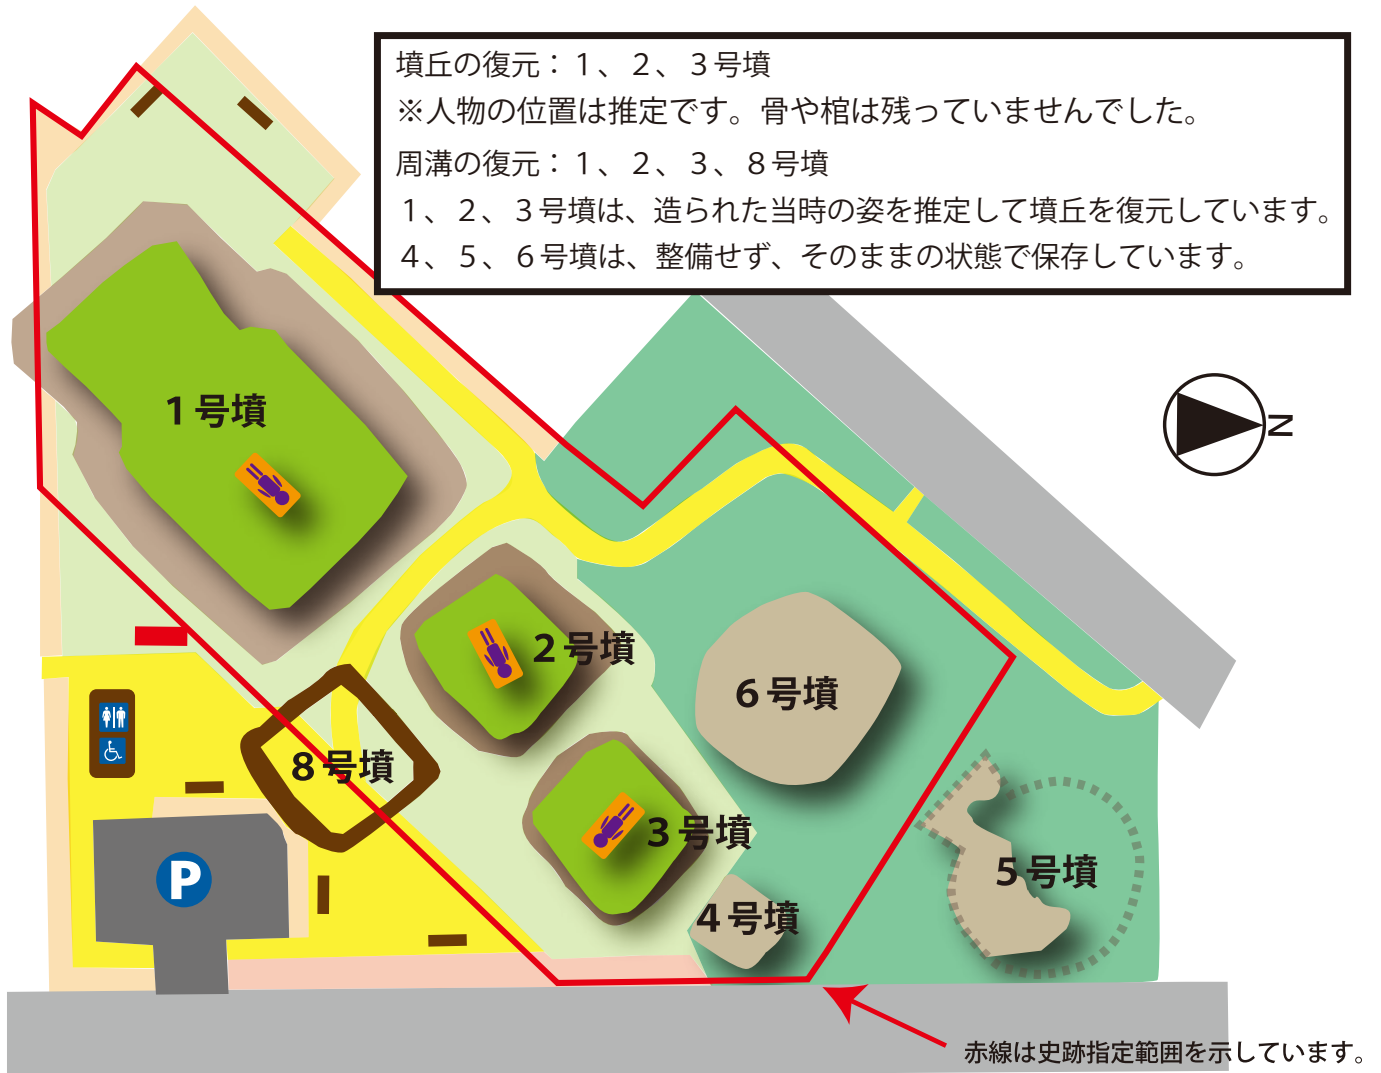 墳丘の復元：１、２、３号墳
※人物の位置は推定です。骨や棺は残っていませんでした。
周溝の復元：１、２、３、８号墳
１、２、３号墳は、造られた当時の姿を推定して墳丘を復元しています。
４、５、６号墳は、整備せず、そのままの状態で保存しています。
１号墳
N
２号墳
６号墳
８号墳
３号墳
５号墳
P
４号墳
赤線は史跡指定範囲を示しています。